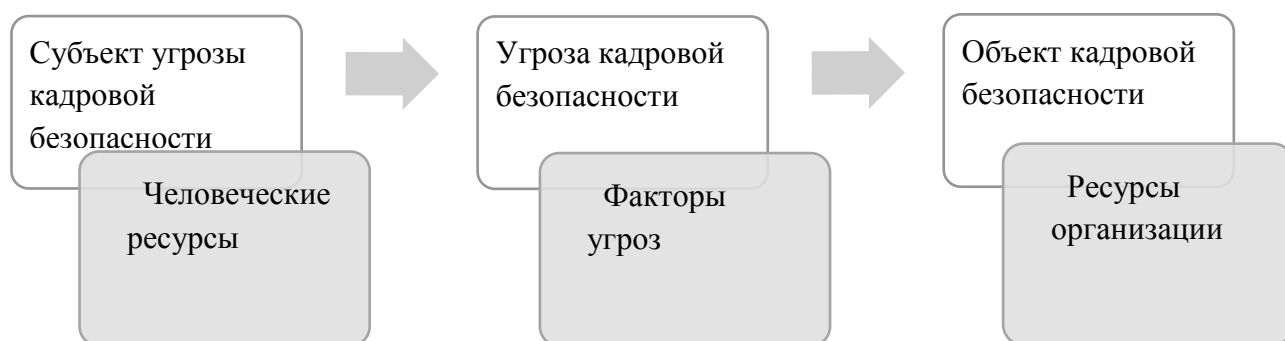 Субъект угрозы
кадровой
безопасности
Человеческие
ресурсы
Угроза кадровой
безопасности
Факторы
угроз
Объект кадровой
безопасности
Ресурсы
организации